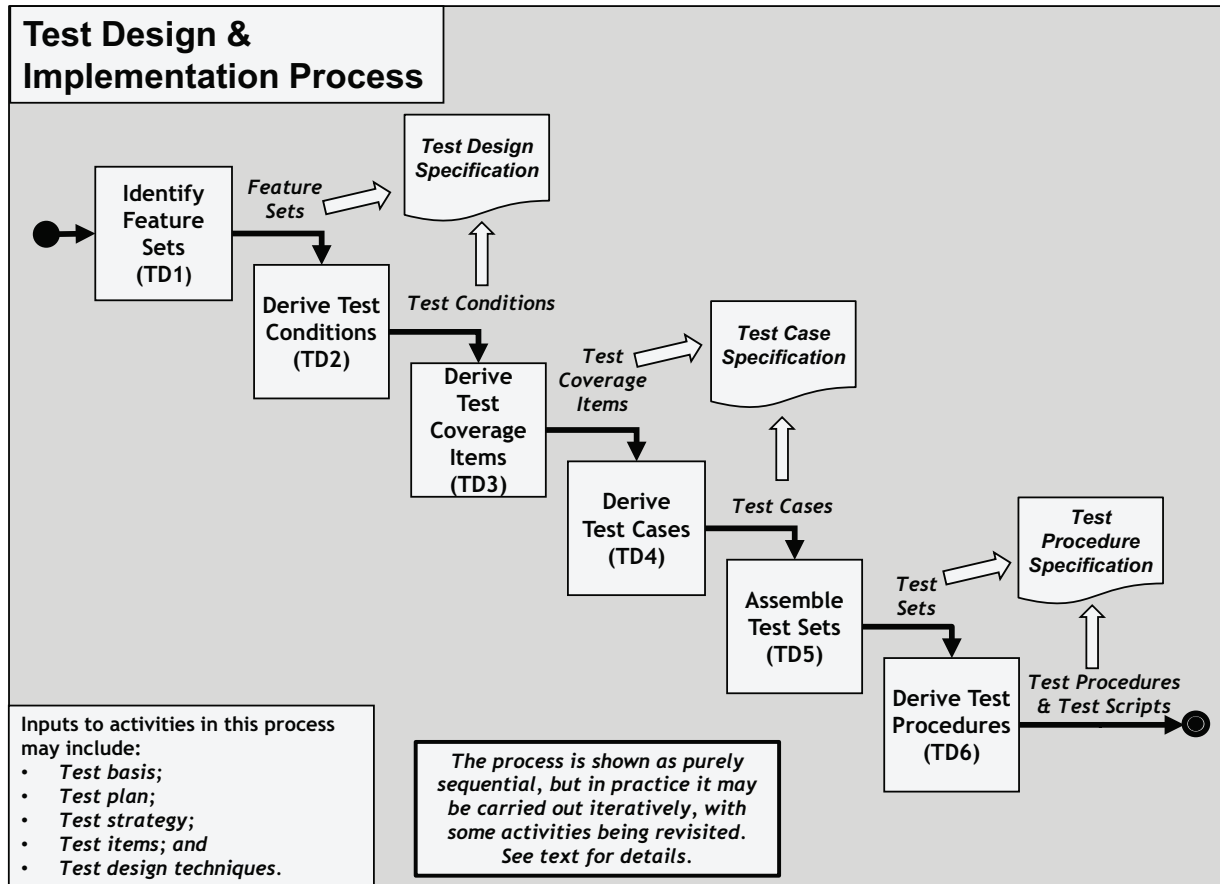 Test Design &
Implementation Process
Identify
Feature
Sets
(TD1)
Feature
Sets
Test Design
Specification
Derive Test
Conditions
(TD2)
Test Conditions
Derive
Test
Coverage
Items
(TD3)
Test
Coverage
Items
Test Case
Specification
Derive
Test Cases
(TD4)
Test Cases
Assemble
Test Sets
(TD5)
Test
Sets
Test
Procedure
Specification
Derive Test
Procedures
(TD6)
Test Procedures
& Test Scripts
Inputs to activities in this process
may include:
• Test basis;
• Test plan;
• Test strategy;
• Test items; and
• Test design techniques.
The process is shown as purely
sequential, but in practice it may
be carried out iteratively, with
some activities being revisited.
See text for details.